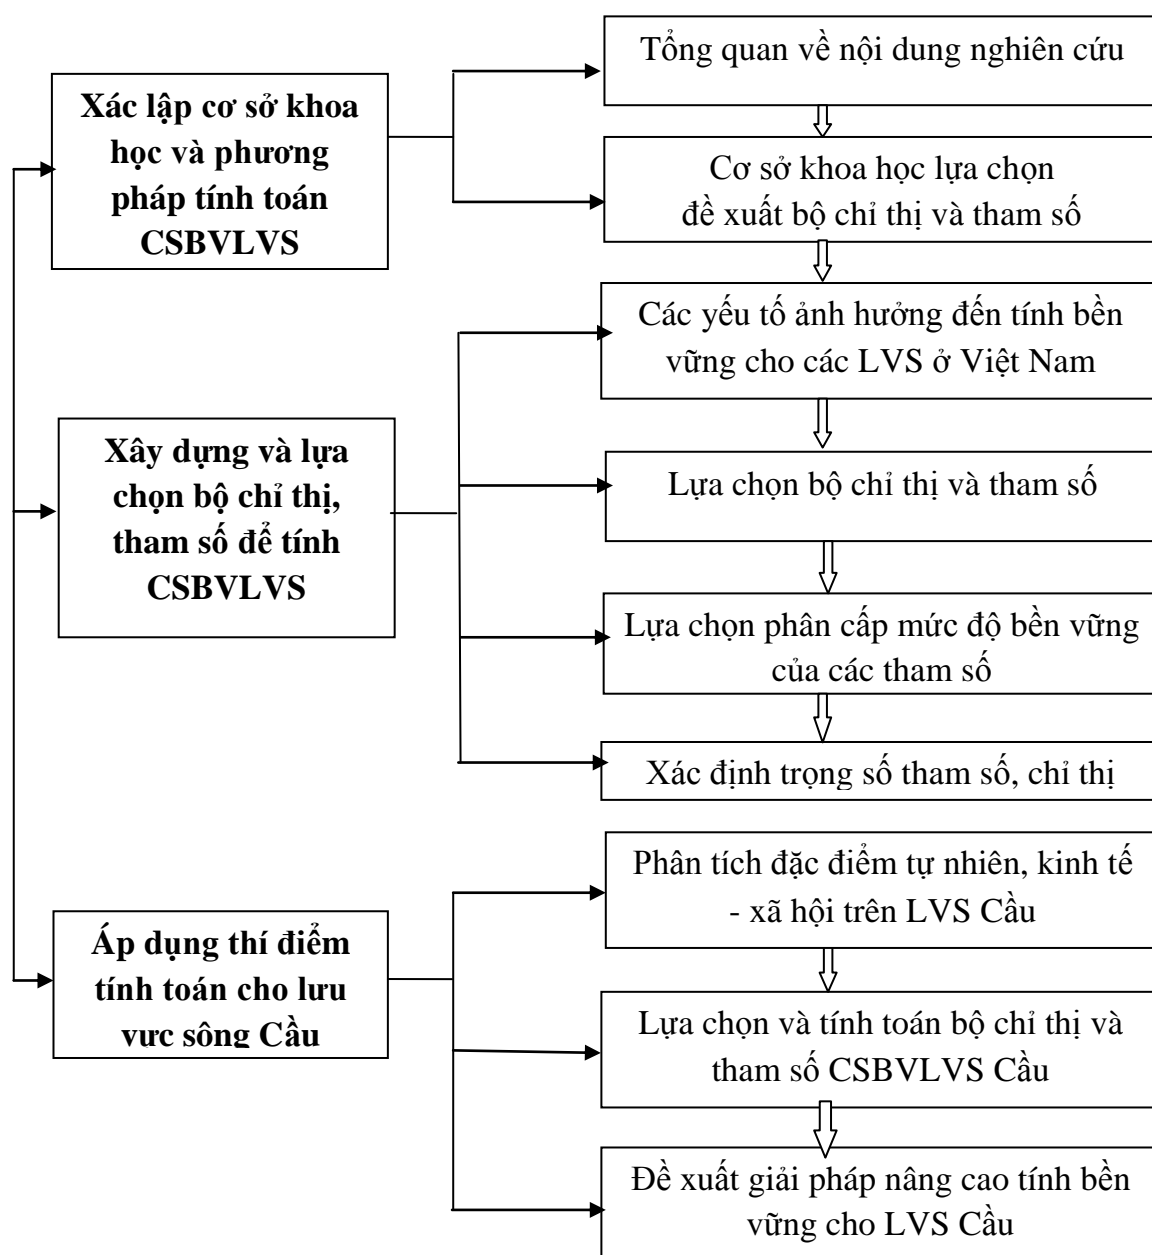 Xác lập cơ sở khoa
học và phương
pháp tính toán
CSBVLVS
Tổng quan về nội dung nghiên cứu
Cơ sở khoa học lựa chọn
đề xuất bộ chỉ thị và tham số
Xây dựng và lựa
chọn bộ chỉ thị,
tham số để tính
CSBVLVS
Các yếu tố ảnh hưởng đến tính bền
vững cho các LVS ở Việt Nam
Lựa chọn bộ chỉ thị và tham số
Lựa chọn phân cấp mức độ bền vững
của các tham số
Xác định trọng số tham số, chỉ thị
Áp dụng thí điểm
tính toán cho lưu
vực sông Cầu
Phân tích đặc điểm tự nhiên, kinh tế
- xã hội trên LVS Cầu
Lựa chọn và tính toán bộ chỉ thị và
tham số CSBVLVS Cầu
Đề xuất giải pháp nâng cao tính bền
vững cho LVS Cầu